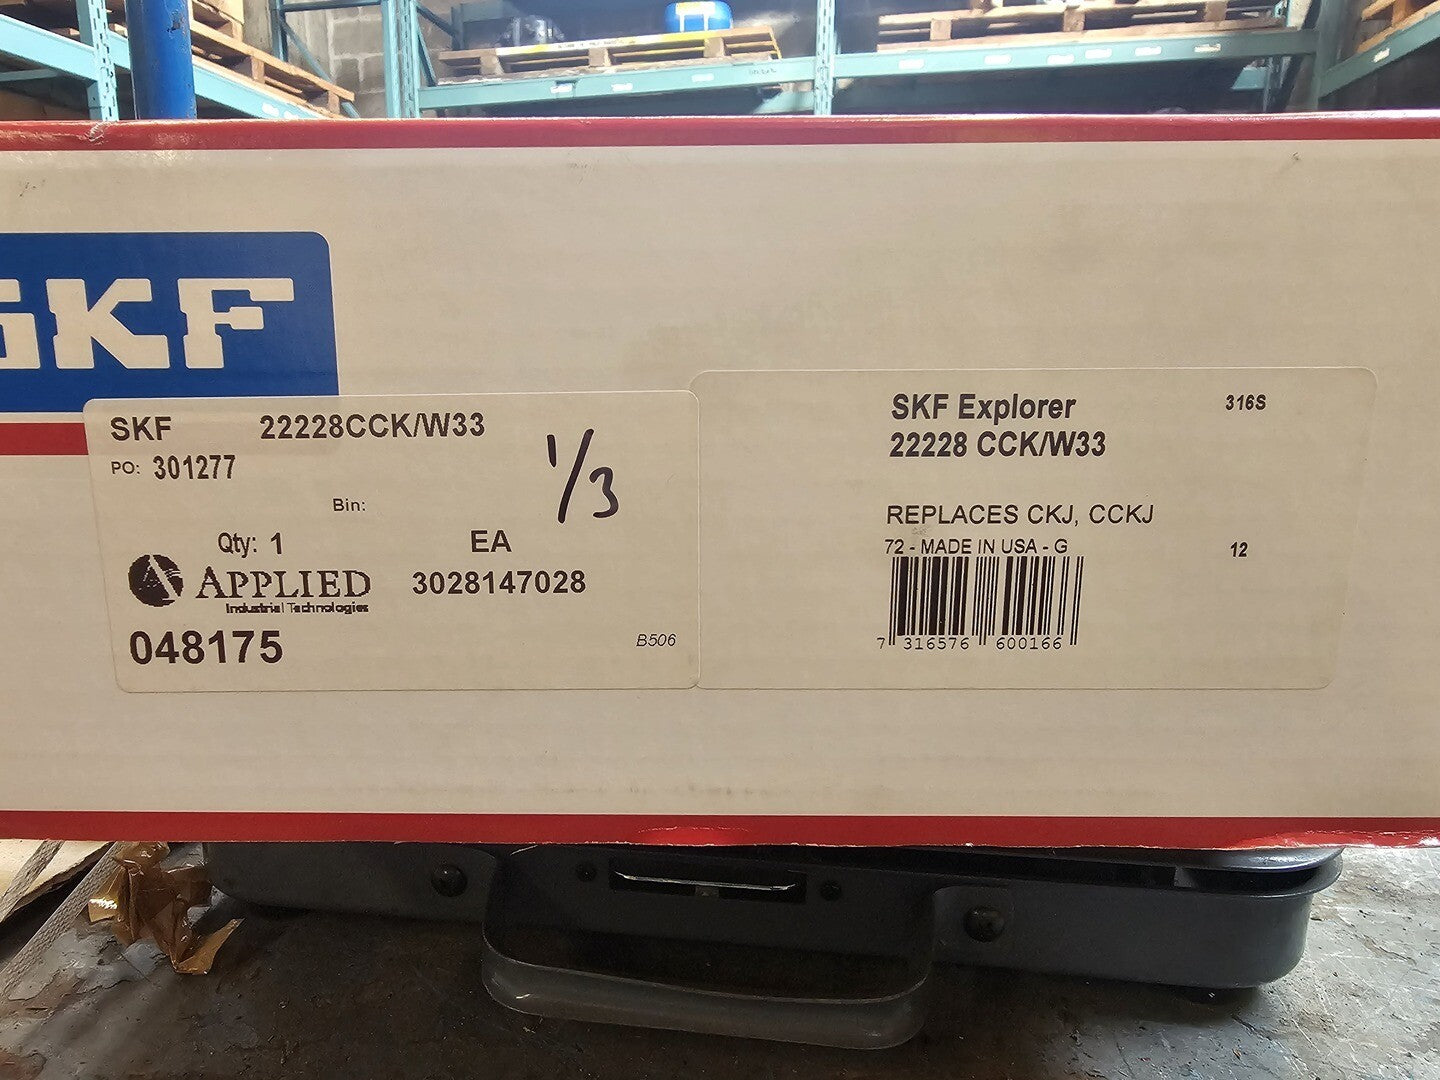 SKF
SKF 22228CCK/W33
PO: 301277
1/3
Bin:
Qty: 1 EA
APPLIED 3028147028
Industrial Technologies
048175 B506
SKF Explorer 316S
22228 CCK/W33
REPLACES CKJ, CCKJ
72 - MADE IN USA - G 12
7 316576 600166